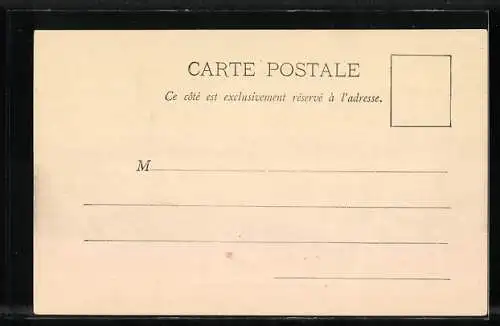 CARTE POSTALE
Ce côté est exclusivement réservé à l'adresse.
M